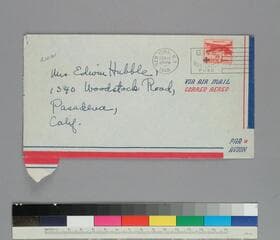 Mrs. Edwin Hubble,
1340 Woodstock Road,
Pasadena,
Calif.
VIA AIR MAIL
CORREO AEREO
PAR
AVION